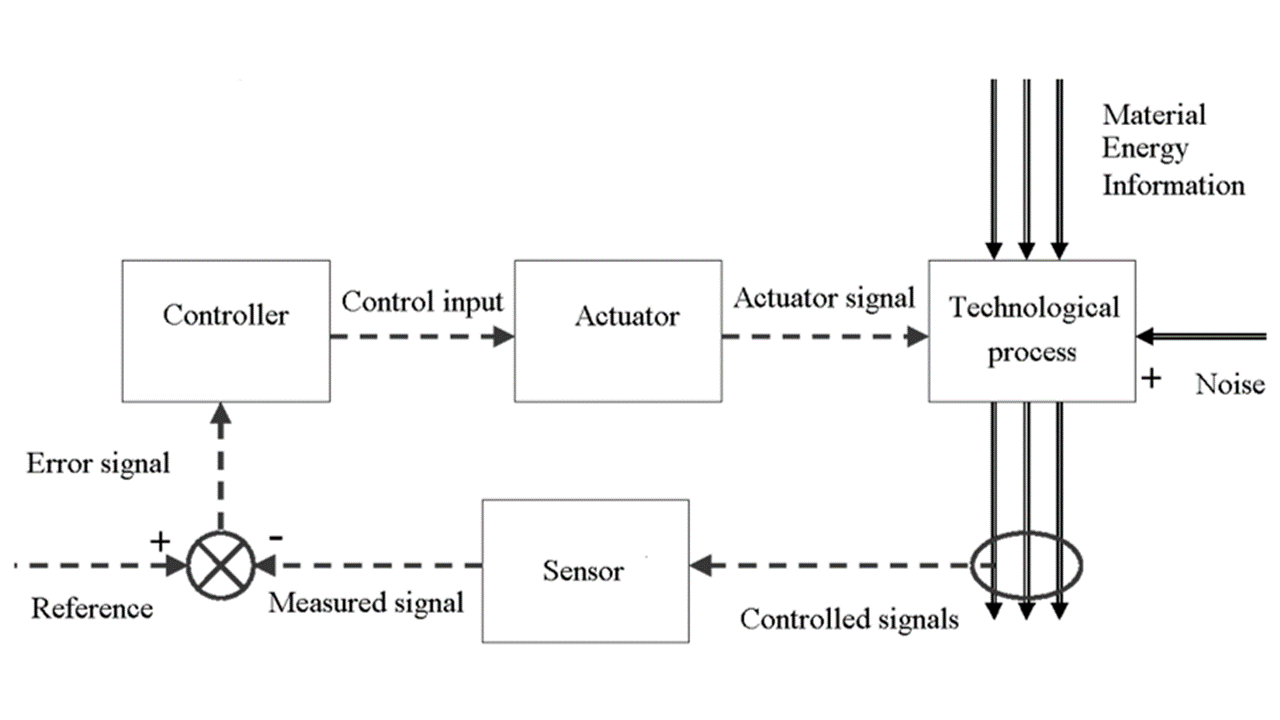 Material
Energy
Information
Controller
Control input
Actuator
Actuator signal
Technological
process
+
Noise
Error signal
+
-
Sensor
Reference
Measured signal
Controlled signals